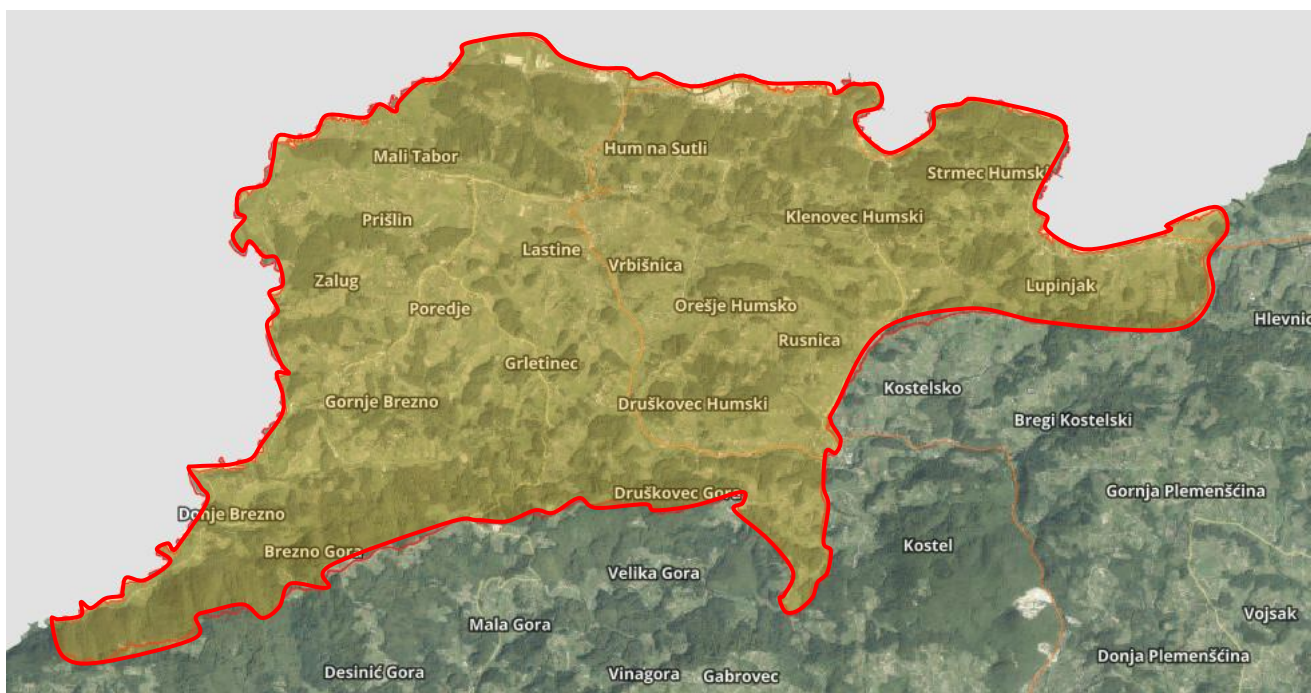 Hum na Sutli
Mali Tabor
Strmec Humski
Klenovec Humski
Prišlin
Lastine
Vrbišnica
Zalug
Lupinjak
Poredje
Orešje Humsko
Hlevnic
Rusnica
Grletinec
Kostelsko
Gornje Brezno
Druškovec Humski
Bregi Kostelski
Druškovec Gora
Gornja Plemenšćina
Donje Brezno
Brezno Gora
Kostel
Velika Gora
Vojsak
Mala Gora
Donja Plemenšćina
Desinić Gora
Vinagora
Gabrovec